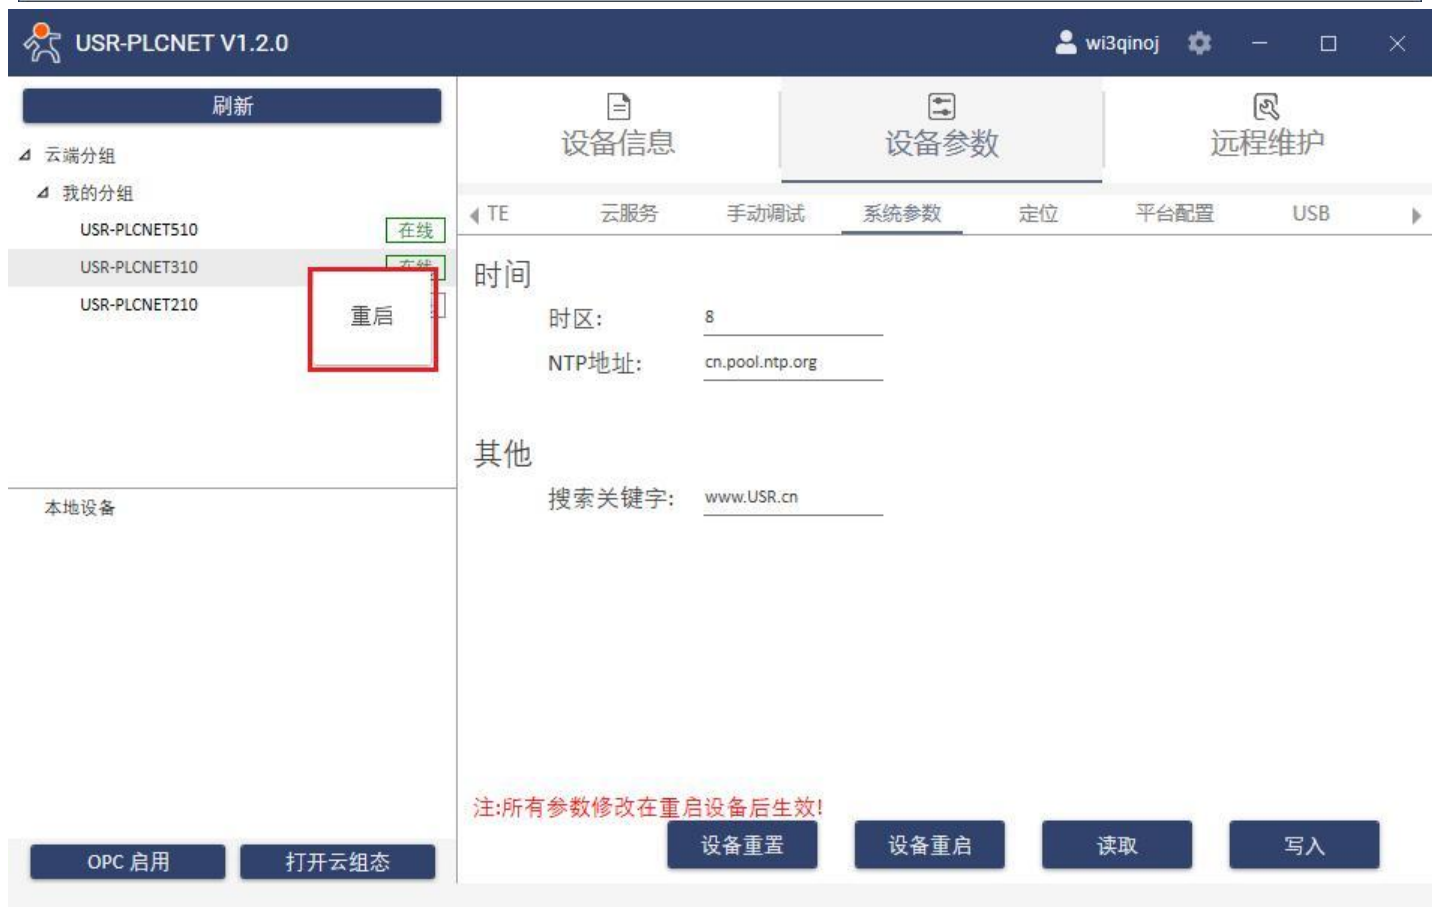 USR-PLCNET V1.2.0
wi3qinoj
刷新
云端分组
我的分组
USR-PLCNET510
在线
USR-PLCNET310
USR-PLCNET210
重启
本地设备
OPC 启用
打开云组态
设备信息
设备参数
远程维护
TE
云服务
手动调试
系统参数
定位
平台配置
USB
时间
时区:
8
NTP地址:
cn.pool.ntp.org
其他
搜索关键字:
www.USR.cn
注:所有参数修改在重启设备后生效!
设备重置
设备重启
读取
写入